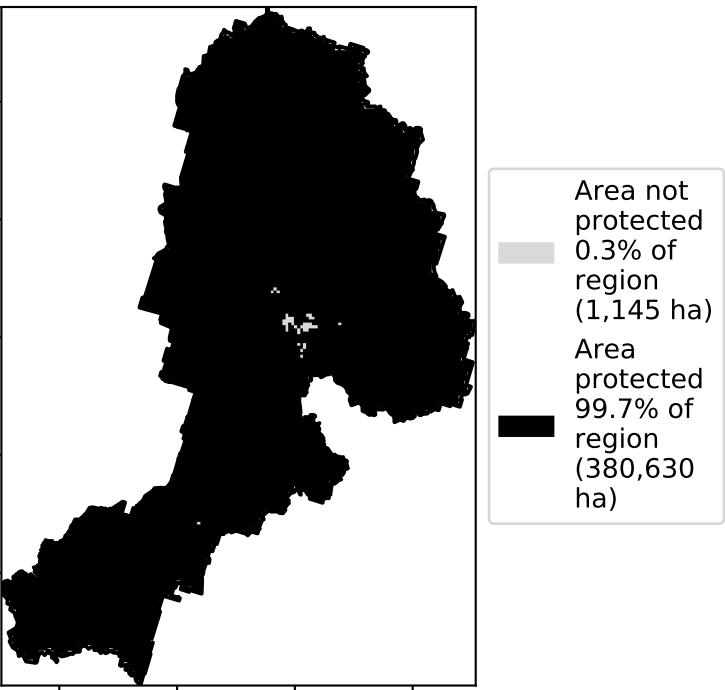 Area not
protected
0.3% of
region
(1,145 ha)
Area
protected
99.7% of
region
(380,630
ha)